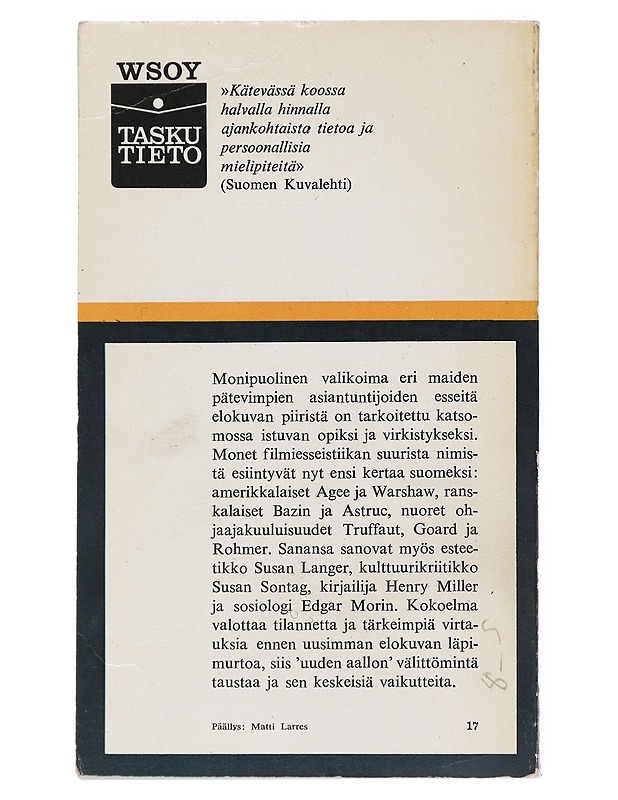 WSOY
TASKU
TIETO
»Kätevässä koossa
halvalla hinnalla
ajankohtaista tietoa ja
persoonallisia
mielipiteitä»
(Suomen Kuvalehti)
Monipuolinen valikoima eri maiden
pätevimpien asiantuntijoiden esseitä
elokuvan piiristä on tarkoitettu katso-
mossa istuvan opiksi ja virkistykseksi.
Monet filmiesseistiikan suurista nimis-
tä esiintyvät nyt ensi kertaa suomeksi:
amerikkalaiset Agee ja Warshaw, rans-
kalaiset Bazin ja Astruc, nuoret oh-
jaajakuuluisuudet Truffaut, Goard ja
Rohmer. Sanansa sanovat myös estee-
tikko Susan Langer, kulttuurikriitikko
Susan Sontag, kirjailija Henry Miller
ja sosiologi Edgar Morin. Kokoelma
valottaa tilannetta ja tärkeimpiä virta-
uksia ennen uusimman elokuvan läpi-
murtoa, siis 'uuden aallon' välittömintä
taustaa ja sen keskeisiä vaikutteita.
8-5
Päällys: Matti Larres
17